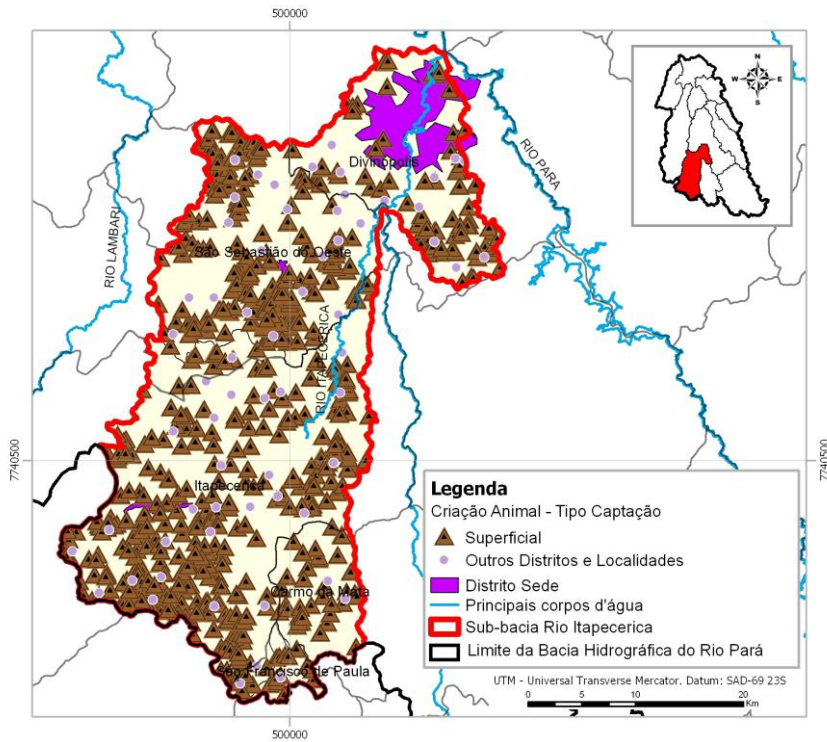 500000
N
W E
S
Divinópolis
RIO PARA
RIO LAMBARI
São Sebastião do Oeste
RIO ITAPECERICA
7740500
7740500
Itapecerica
Carmo da Mata
São Francisco de Paula
Legenda
Criação Animal - Tipo Captação
Superficial
Outros Distritos e Localidades
Distrito Sede
Principais corpos d'água
Sub-bacia Rio Itapecerica
Limite da Bacia Hidrográfica do Rio Pará
UTM - Universal Transverse Mercator. Datum: SAD-69 23S
0 5 10 20
Km
500000